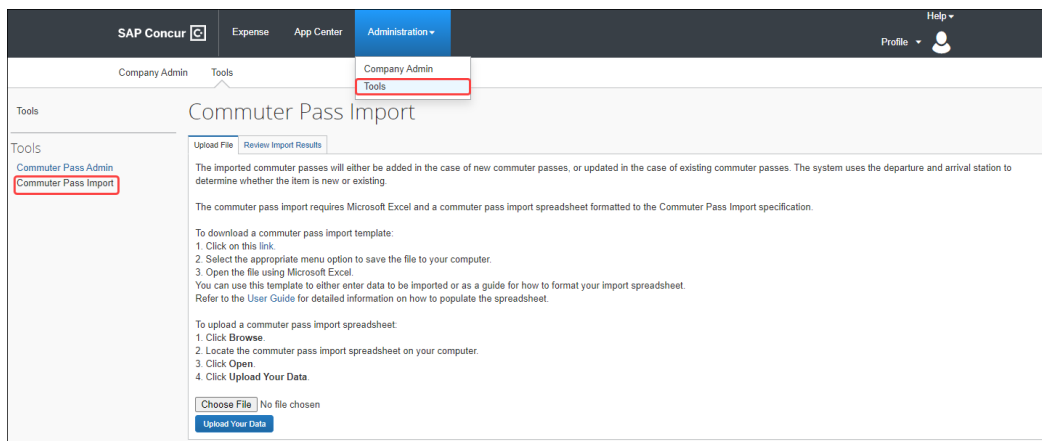 Help
SAP Concur C Expense App Center Administration
Profile
Company Admin Tools
Company Admin
Tools
Tools
Commuter Pass Import
Tools
Commuter Pass Admin
Commuter Pass Import
Upload File Review Import Results
The imported commuter passes will either be added in the case of new commuter passes, or updated in the case of existing commuter passes. The system uses the departure and arrival station to
determine whether the item is new or existing.
The commuter pass import requires Microsoft Excel and a commuter pass import spreadsheet formatted to the Commuter Pass Import specification.
To download a commuter pass import template:
1. Click on this link.
2. Select the appropriate menu option to save the file to your computer.
3. Open the file using Microsoft Excel.
You can use this template to either enter data to be imported or as a guide for how to format your import spreadsheet.
Refer to the User Guide for detailed information on how to populate the spreadsheet.
To upload a commuter pass import spreadsheet:
1. Click Browse.
2. Locate the commuter pass import spreadsheet on your computer.
3. Click Open.
4. Click Upload Your Data.
Choose File No file chosen
Upload Your Data